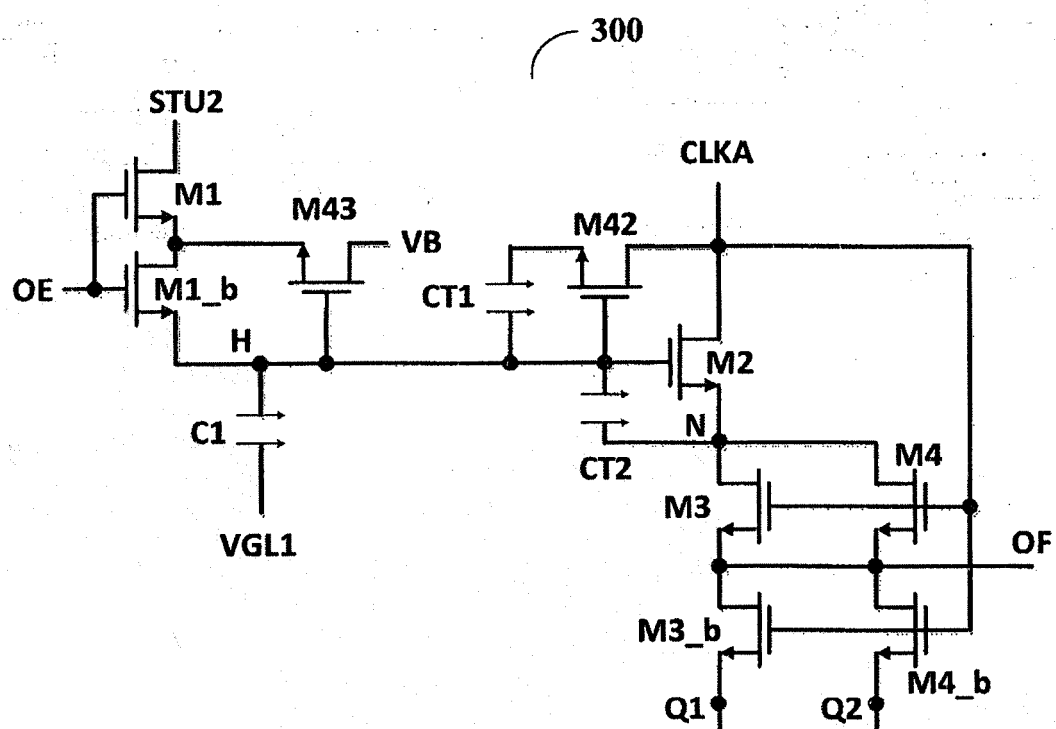 300
STU2
CLKA
M1
M43
M42
VB
OE
M1_b
CT1
H
M2
C1
N
CT2
M4
M3
VGL1
OF
M3_b
M4_b
Q1
Q2